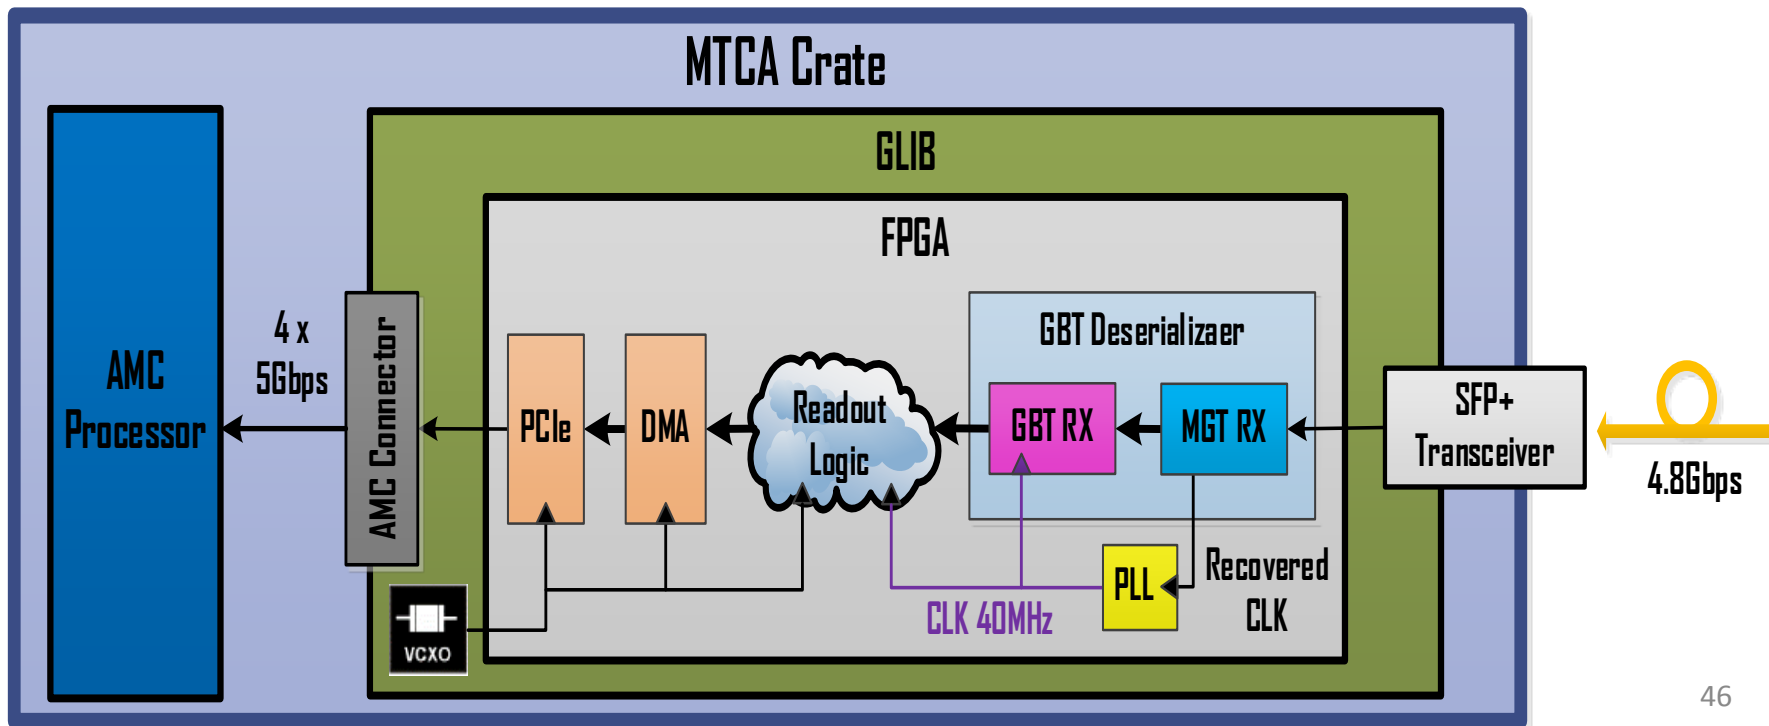 MTCA Crate
GLIB
FPGA
AMC
Processor
4 x
5Gbps
AMC Connector
PCIe
DMA
Readout
Logic
GBT Deserializaer
GBT RX
MGT RX
SFP+
Transceiver
4.8Gbps
PLL
Recovered
CLK
CLK 40MHz
VCXO
46